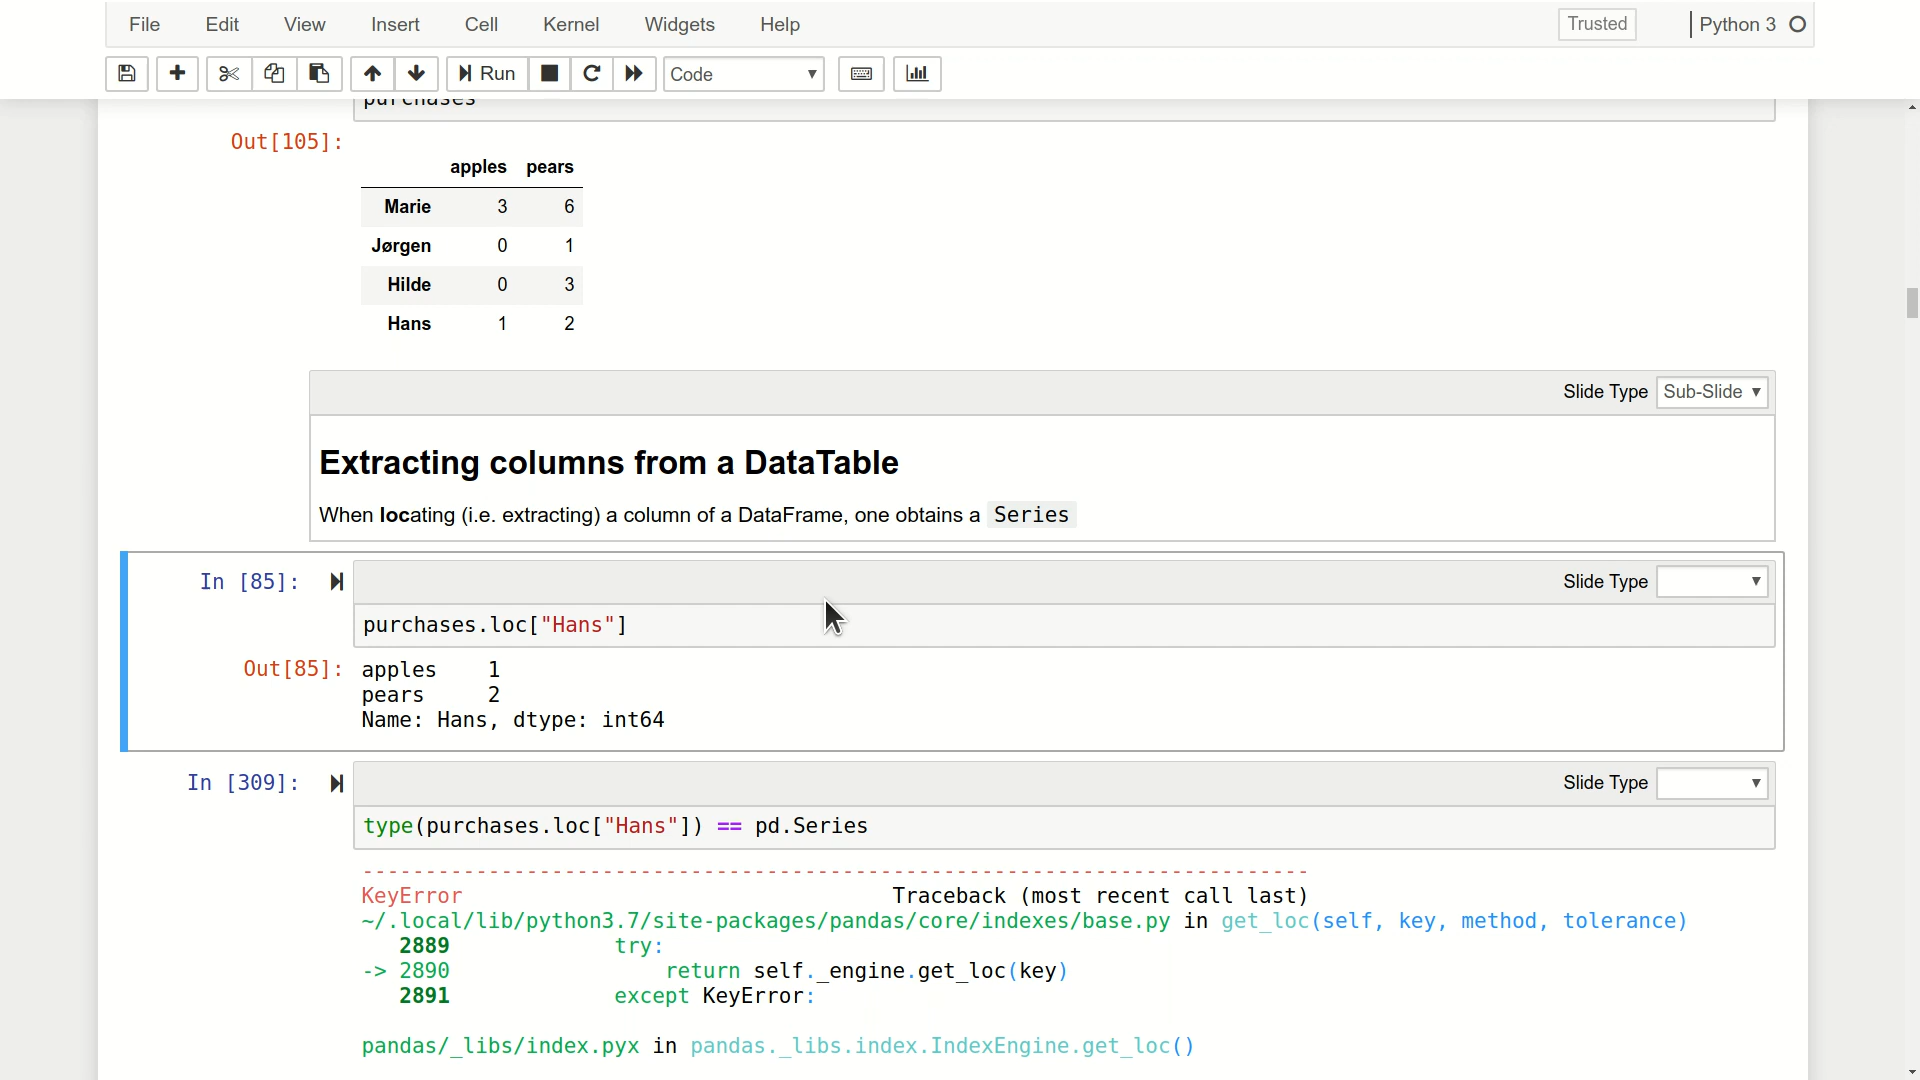 File Edit View Insert Cell Kernel Widgets Help Trusted Python 3
Run Code
purchases
Out[105]:
apples pears
Marie 3 6
Jørgen 0 1
Hilde 0 3
Hans 1 2
Slide Type Sub-Slide
Extracting columns from a DataTable
When locating (i.e. extracting) a column of a DataFrame, one obtains a Series
In [85]: Slide Type
purchases.loc["Hans"]
Out[85]: apples 1
pears 2
Name: Hans, dtype: int64
In [309]: Slide Type
type(purchases.loc["Hans"]) == pd.Series
---------------------------------------------------------------------------
KeyError Traceback (most recent call last)
~/.local/lib/python3.7/site-packages/pandas/core/indexes/base.py in get_loc(self, key, method, tolerance)
2889 try:
-> 2890 return self._engine.get_loc(key)
2891 except KeyError:
pandas/_libs/index.pyx in pandas._libs.index.IndexEngine.get_loc()